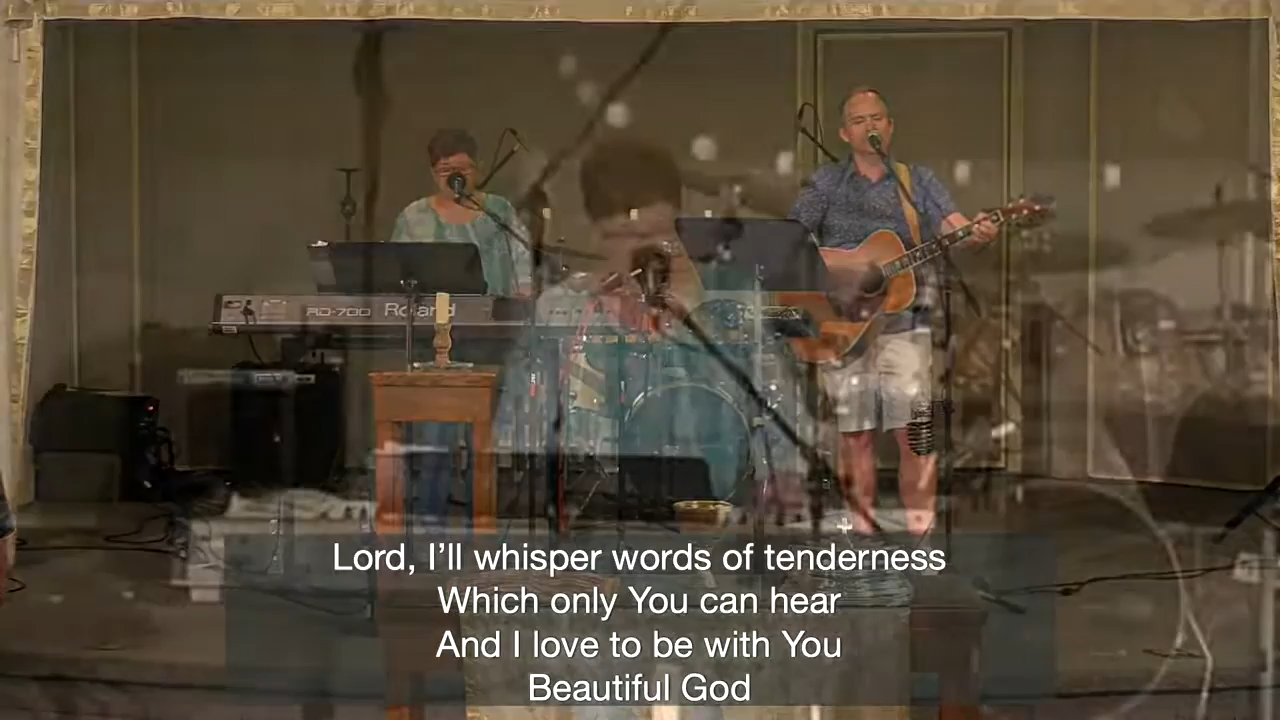 RD-700 Roland
Lord, I’ll whisper words of tenderness
Which only You can hear
And I love to be with You
Beautiful God